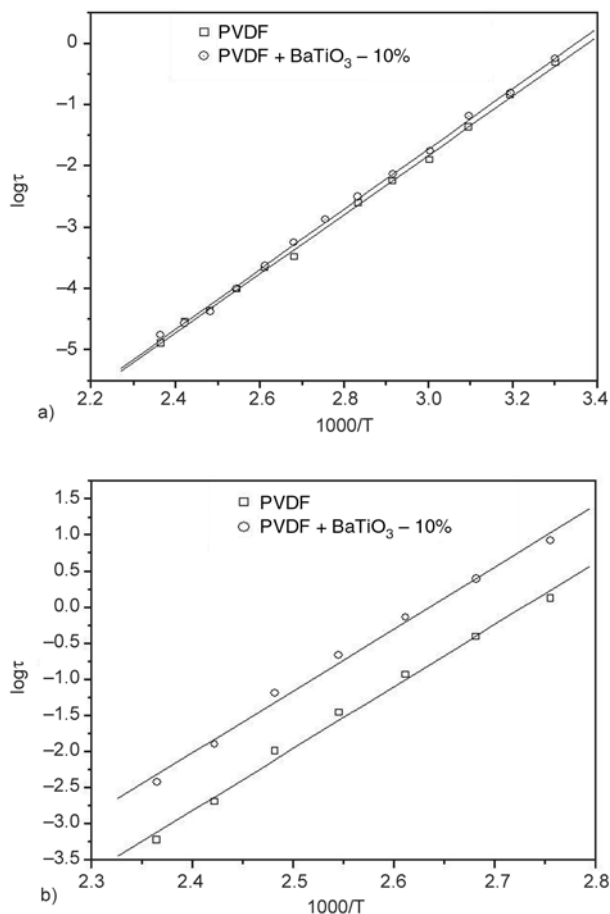 PVDF
PVDF + BaTiO₃ – 10%
0
–1
–2
–3
–4
–5
logτ
2.2 2.4 2.6 2.8 3.0 3.2 3.4
1000/T
a)
PVDF
PVDF + BaTiO₃ – 10%
1.5
1.0
0.5
0.0
–0.5
–1.0
–1.5
–2.0
–2.5
–3.0
–3.5
logτ
2.3 2.4 2.5 2.6 2.7 2.8
1000/T
b)